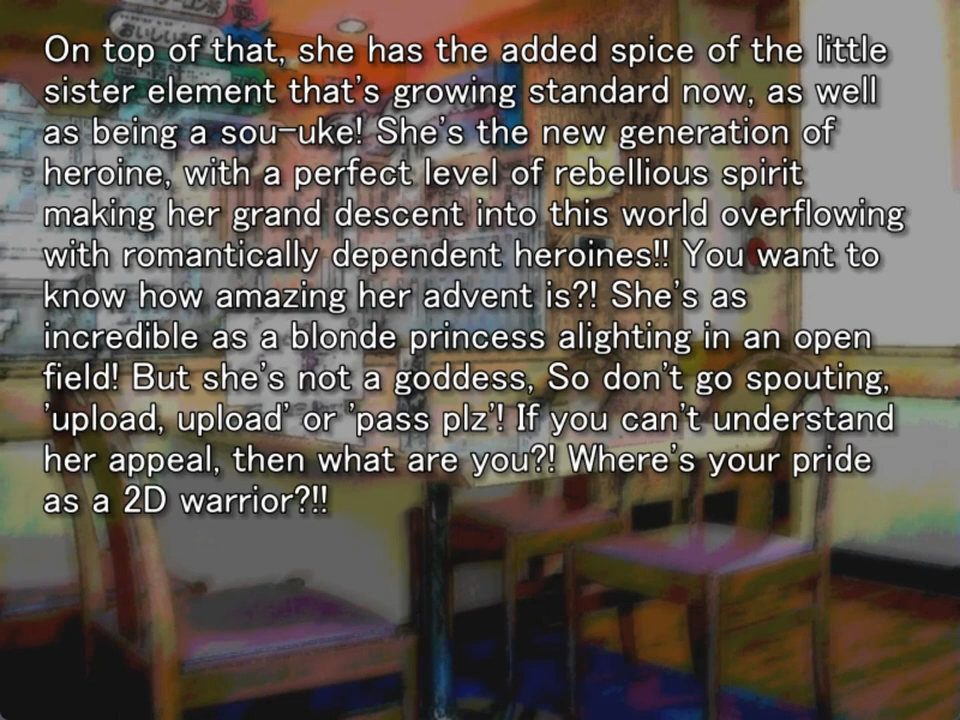 おいしい
On top of that, she has the added spice of the little
sister element that's growing standard now, as well
as being a sou-uke! She's the new generation of
heroine, with a perfect level of rebellious spirit
making her grand descent into this world overflowing
with romantically dependent heroines!! You want to
know how amazing her advent is?! She's as
incredible as a blonde princess alighting in an open
field! But she's not a goddess, So don't go spouting,
'upload, upload' or 'pass plz'! If you can't understand
her appeal, then what are you?! Where's your pride
as a 2D warrior?!!